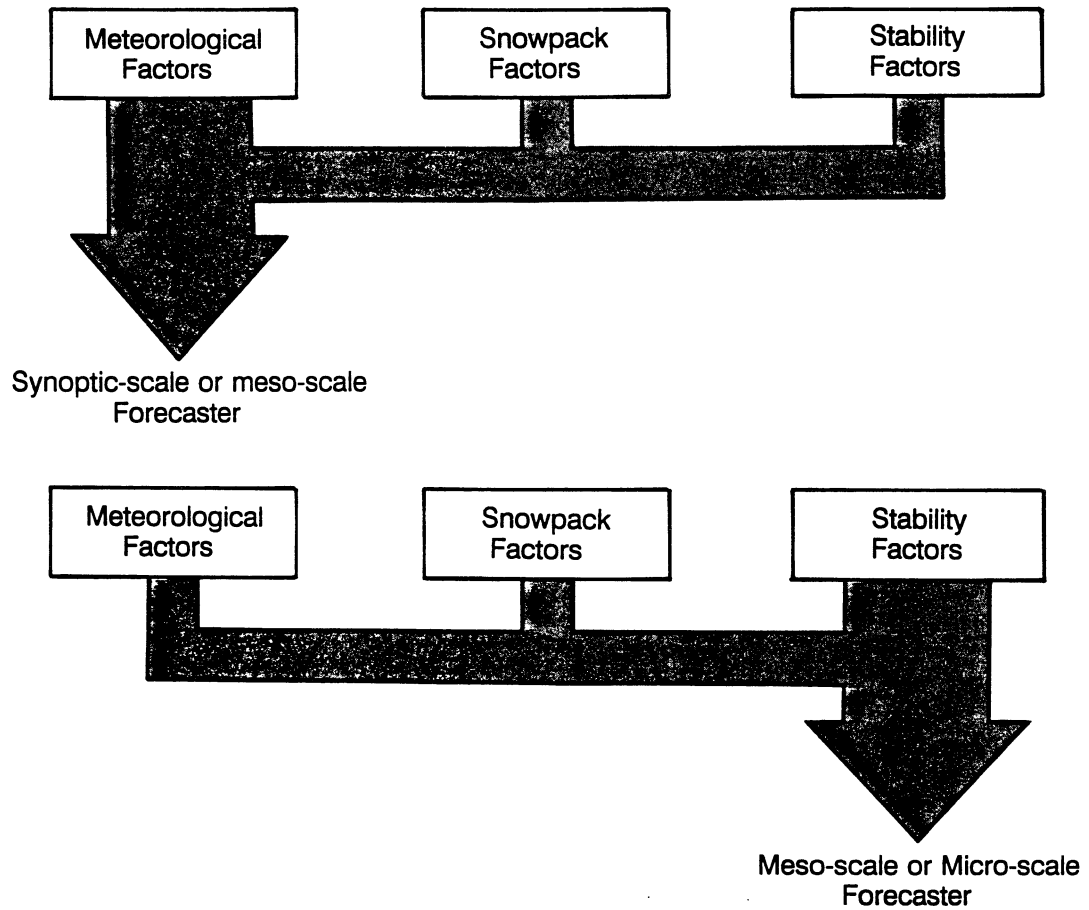 Meteorological
Factors
Snowpack
Factors
Stability
Factors
Synoptic-scale or meso-scale
Forecaster
Meteorological
Factors
Snowpack
Factors
Stability
Factors
Meso-scale or Micro-scale
Forecaster